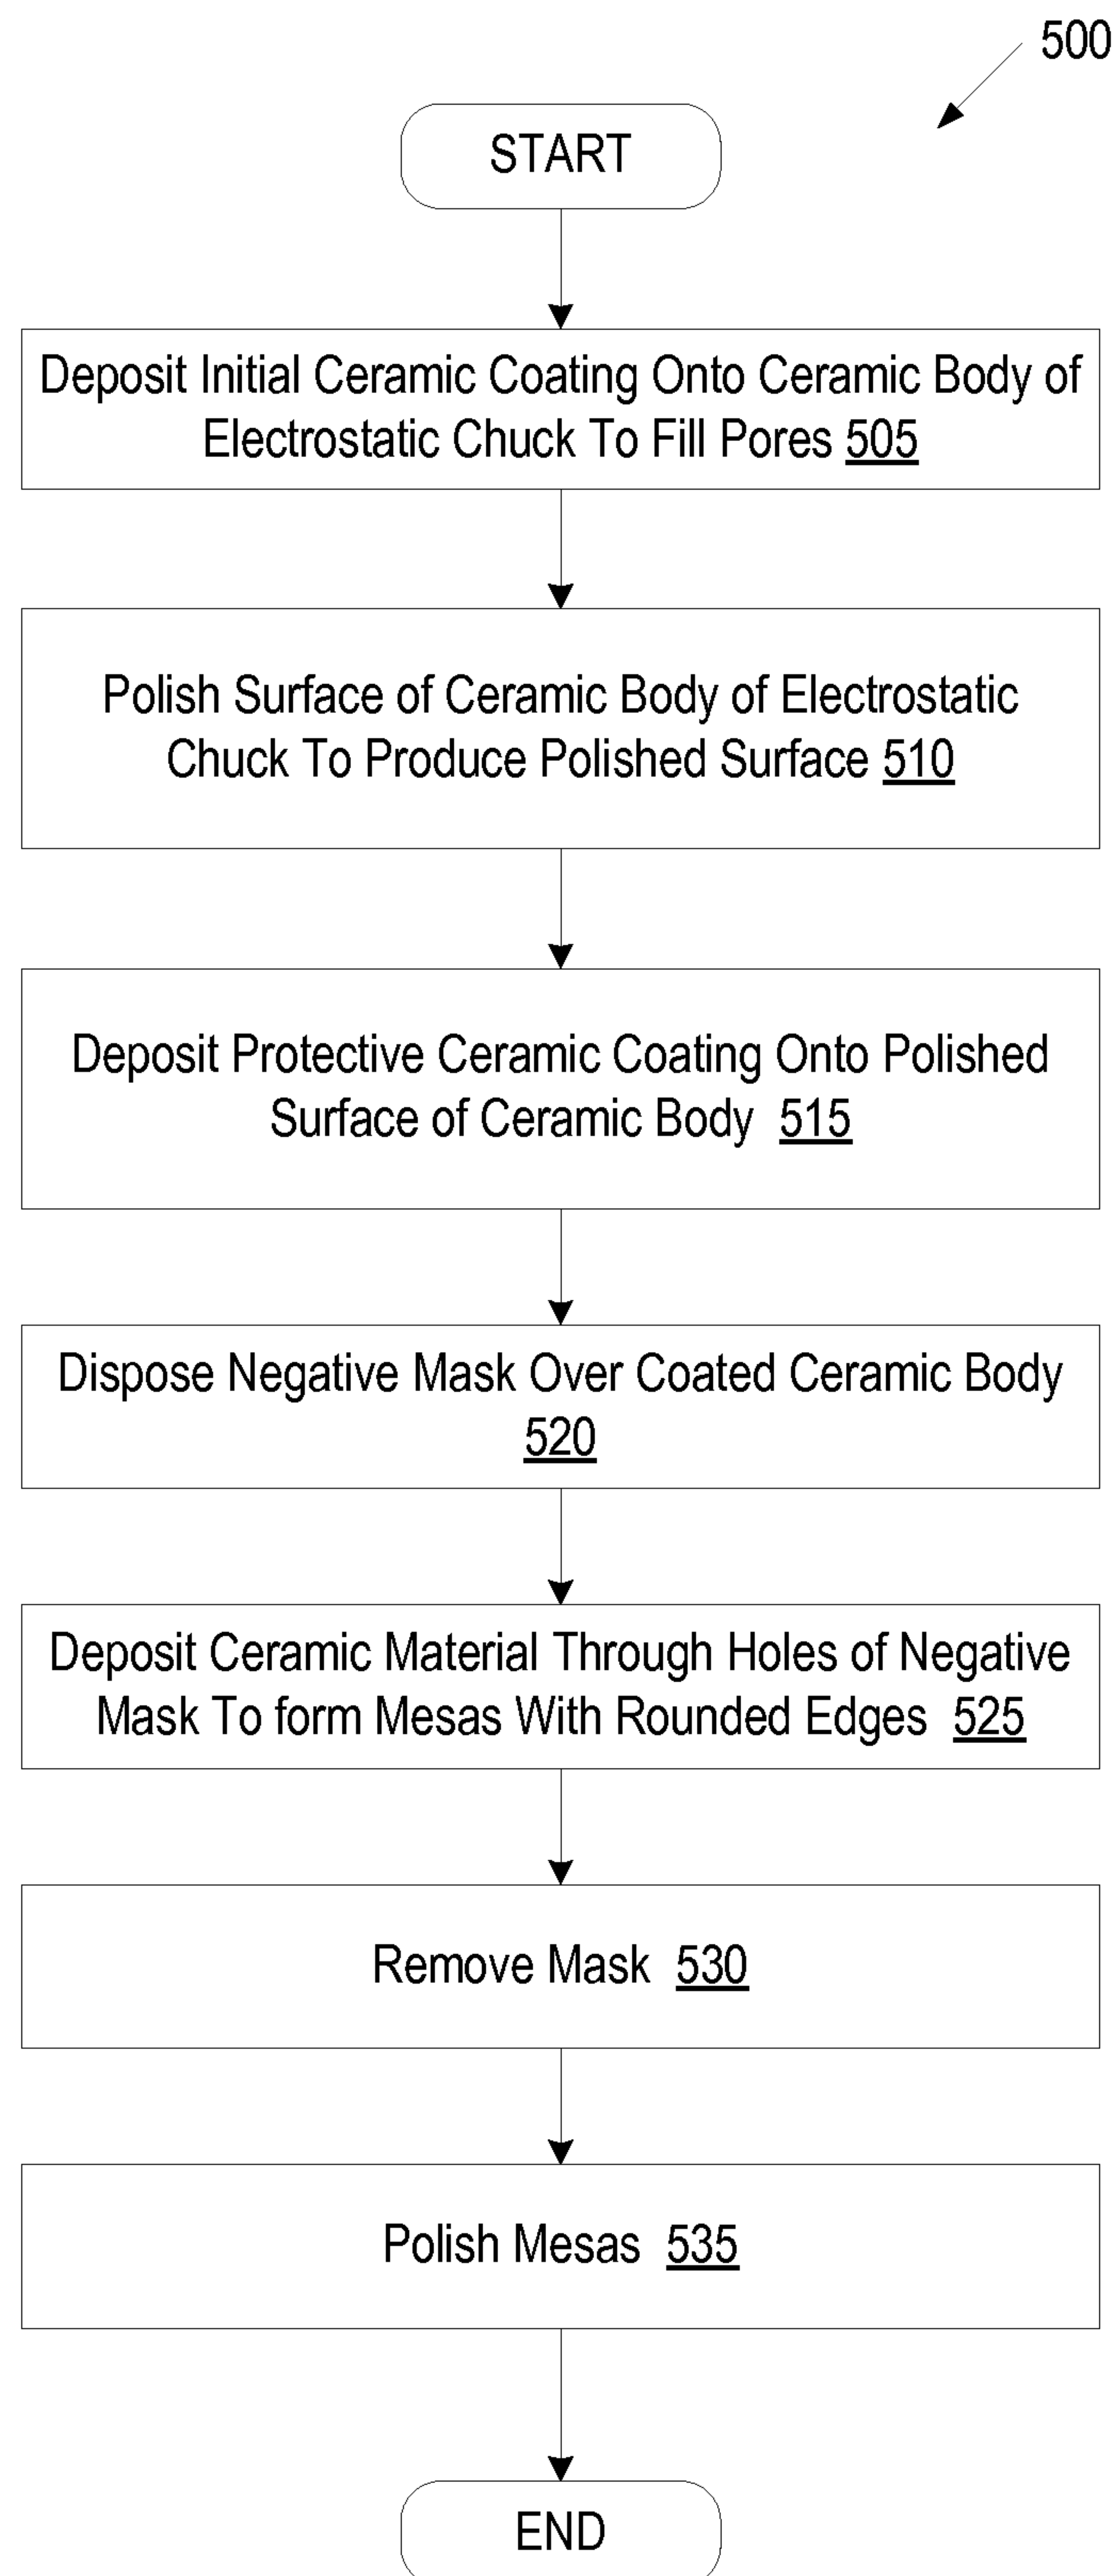 500
START
Deposit Initial Ceramic Coating Onto Ceramic Body of
Electrostatic Chuck To Fill Pores 505
Polish Surface of Ceramic Body of Electrostatic
Chuck To Produce Polished Surface 510
Deposit Protective Ceramic Coating Onto Polished
Surface of Ceramic Body 515
Dispose Negative Mask Over Coated Ceramic Body
520
Deposit Ceramic Material Through Holes of Negative
Mask To form Mesas With Rounded Edges 525
Remove Mask 530
Polish Mesas 535
END